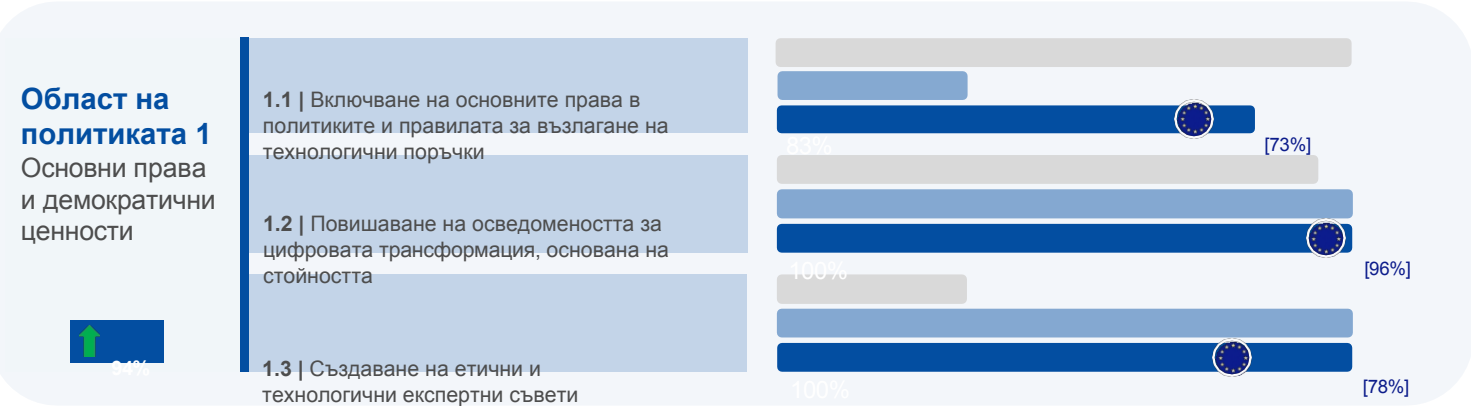 Област на
политиката 1
Основни права
и демократични
ценности
94%
1.1 | Включване на основните права в
политиките и правилата за възлагане на
технологични поръчки
83%
[73%]
1.2 | Повишаване на осведомеността за
цифровата трансформация, основана на
стойността
100%
[96%]
1.3 | Създаване на етични и
технологични експертни съвети
100%
[78%]